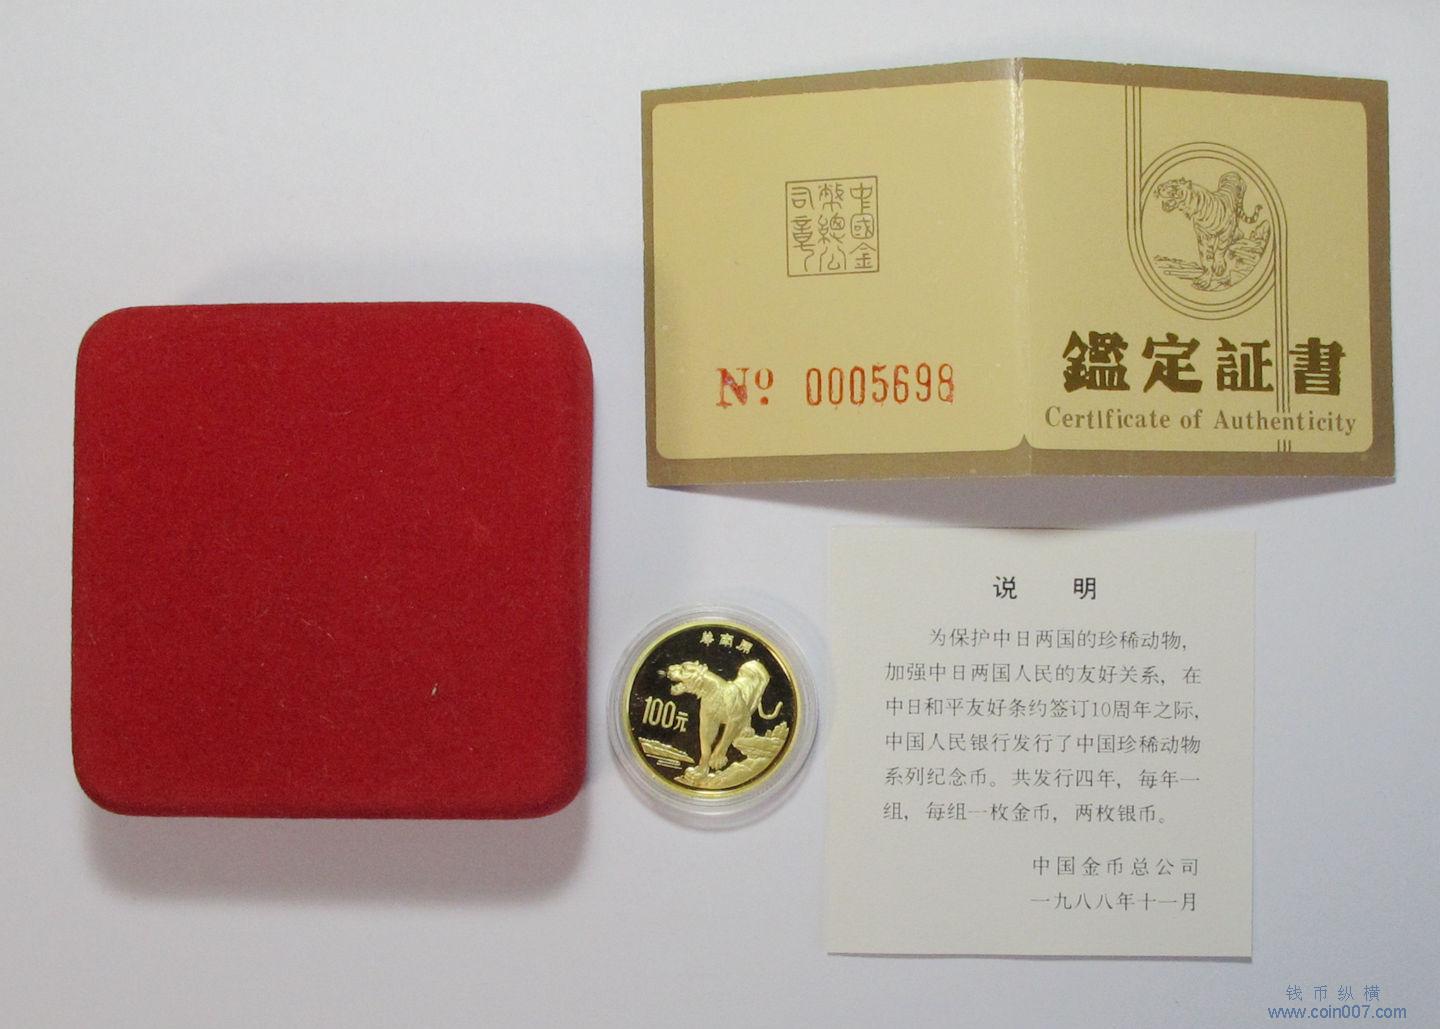 中國金
幣總公
司章
No 0005698
鑑定証書
Certificate of Authenticity
华南虎
100元
说 明
为保护中日两国的珍稀动物,
加强中日两国人民的友好关系, 在
中日和平友好条约签订10周年之际,
中国人民银行发行了中国珍稀动物
系列纪念币。共发行四年, 每年一
组, 每组一枚金币, 两枚银币。
中国金币总公司
一九八八年十一月
钱币纵横
www.coin007.com